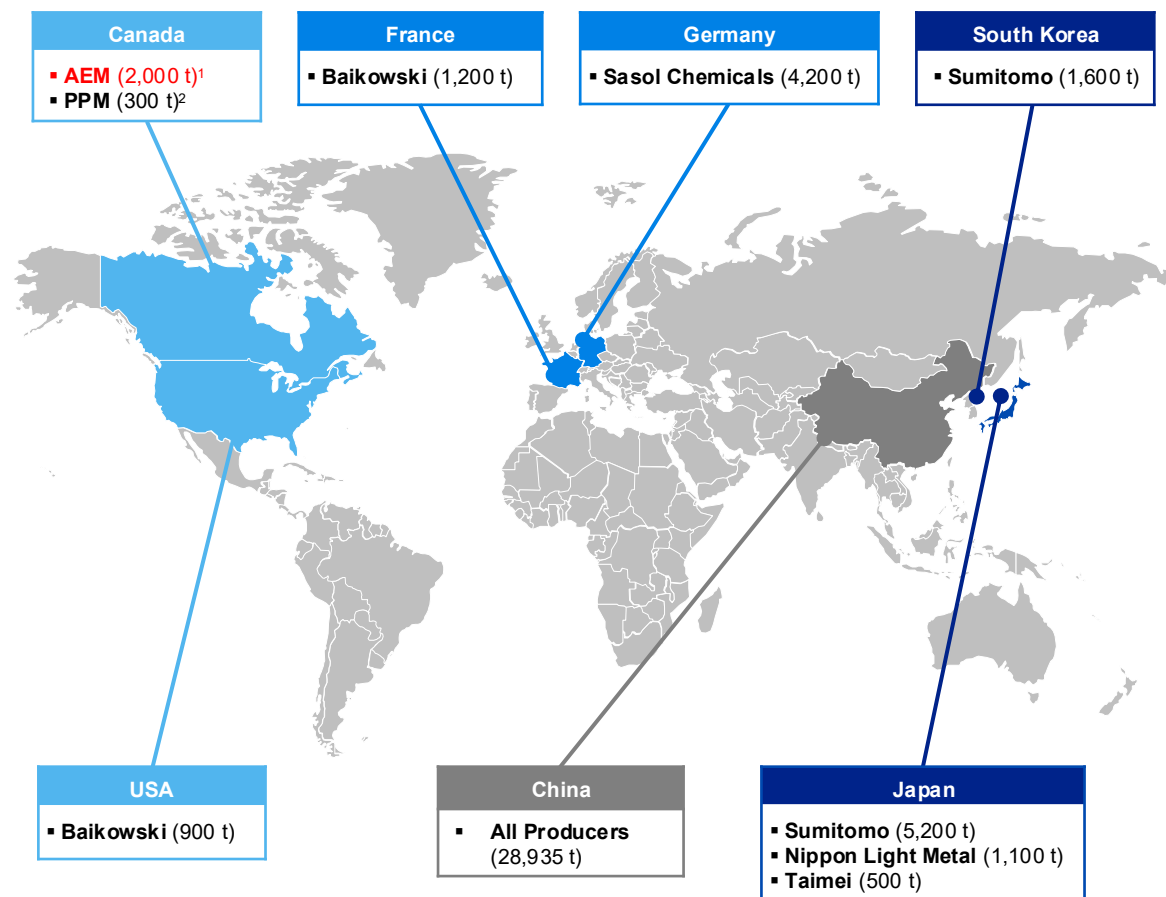 Canada
▪ AEM (2,000 t)¹
▪ PPM (300 t)²
France
▪ Baikowski (1,200 t)
Germany
▪ Sasol Chemicals (4,200 t)
South Korea
▪ Sumitomo (1,600 t)
USA
▪ Baikowski (900 t)
China
▪ All Producers
(28,935 t)
Japan
▪ Sumitomo (5,200 t)
▪ Nippon Light Metal (1,100 t)
▪ Taimei (500 t)